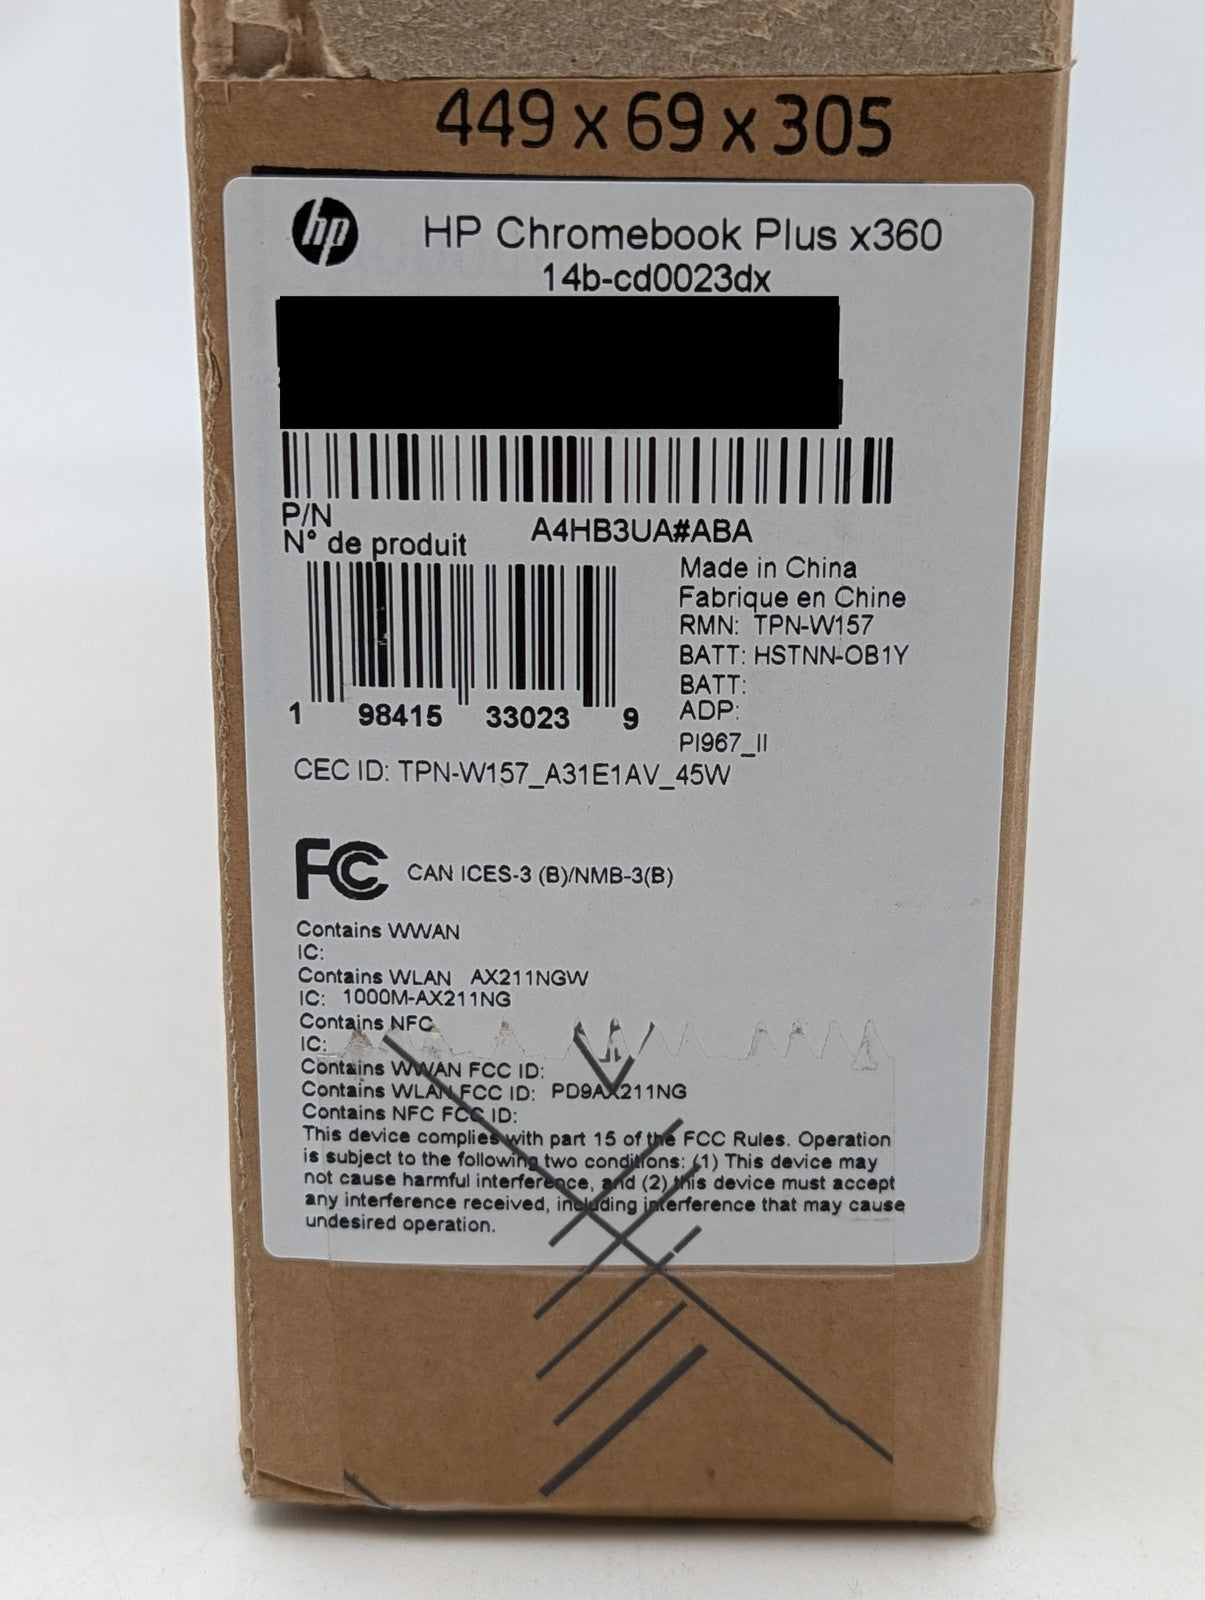 449 x 69 x 305
hp HP Chromebook Plus x360
14b-cd0023dx
P/N
N° de produit
A4HB3UA#ABA
Made in China
Fabrique en Chine
RMN: TPN-W157
BATT: HSTNN-OB1Y
BATT:
ADP:
PI967_II
1 98415 33023 9
CEC ID: TPN-W157_A31E1AV_45W
FC CAN ICES-3 (B)/NMB-3(B)
Contains WWAN
IC:
Contains WLAN AX211NGW
IC: 1000M-AX211NG
Contains NFC
IC:
Contains WWAN FCC ID:
Contains WLAN FCC ID: PD9AX211NG
Contains NFC FCC ID:
This device complies with part 15 of the FCC Rules. Operation
is subject to the following two conditions: (1) This device may
not cause harmful interference, and (2) this device must accept
any interference received, including interference that may cause
undesired operation.